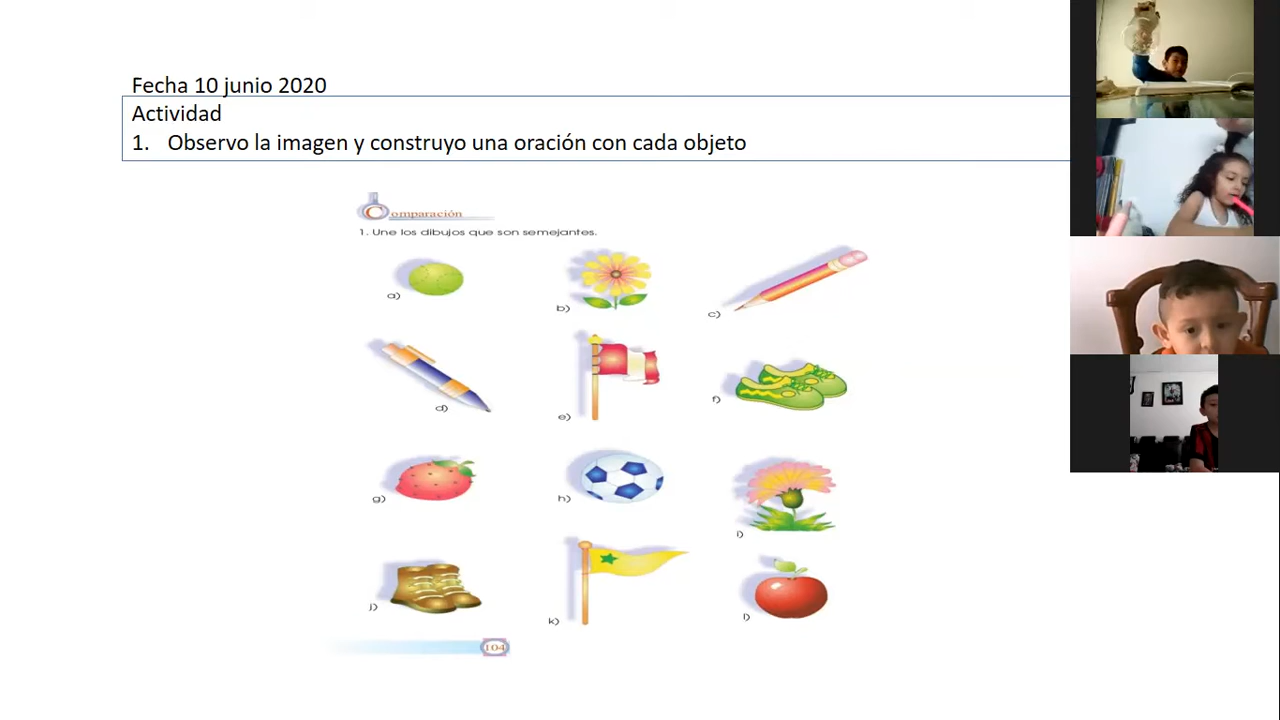 Fecha 10 junio 2020
Actividad
1. Observo la imagen y construyo una oración con cada objeto
Comparación
1. Une los dibujos que son semejantes.
a)
b)
c)
d)
e)
f)
g)
h)
i)
j)
k)
l)
104